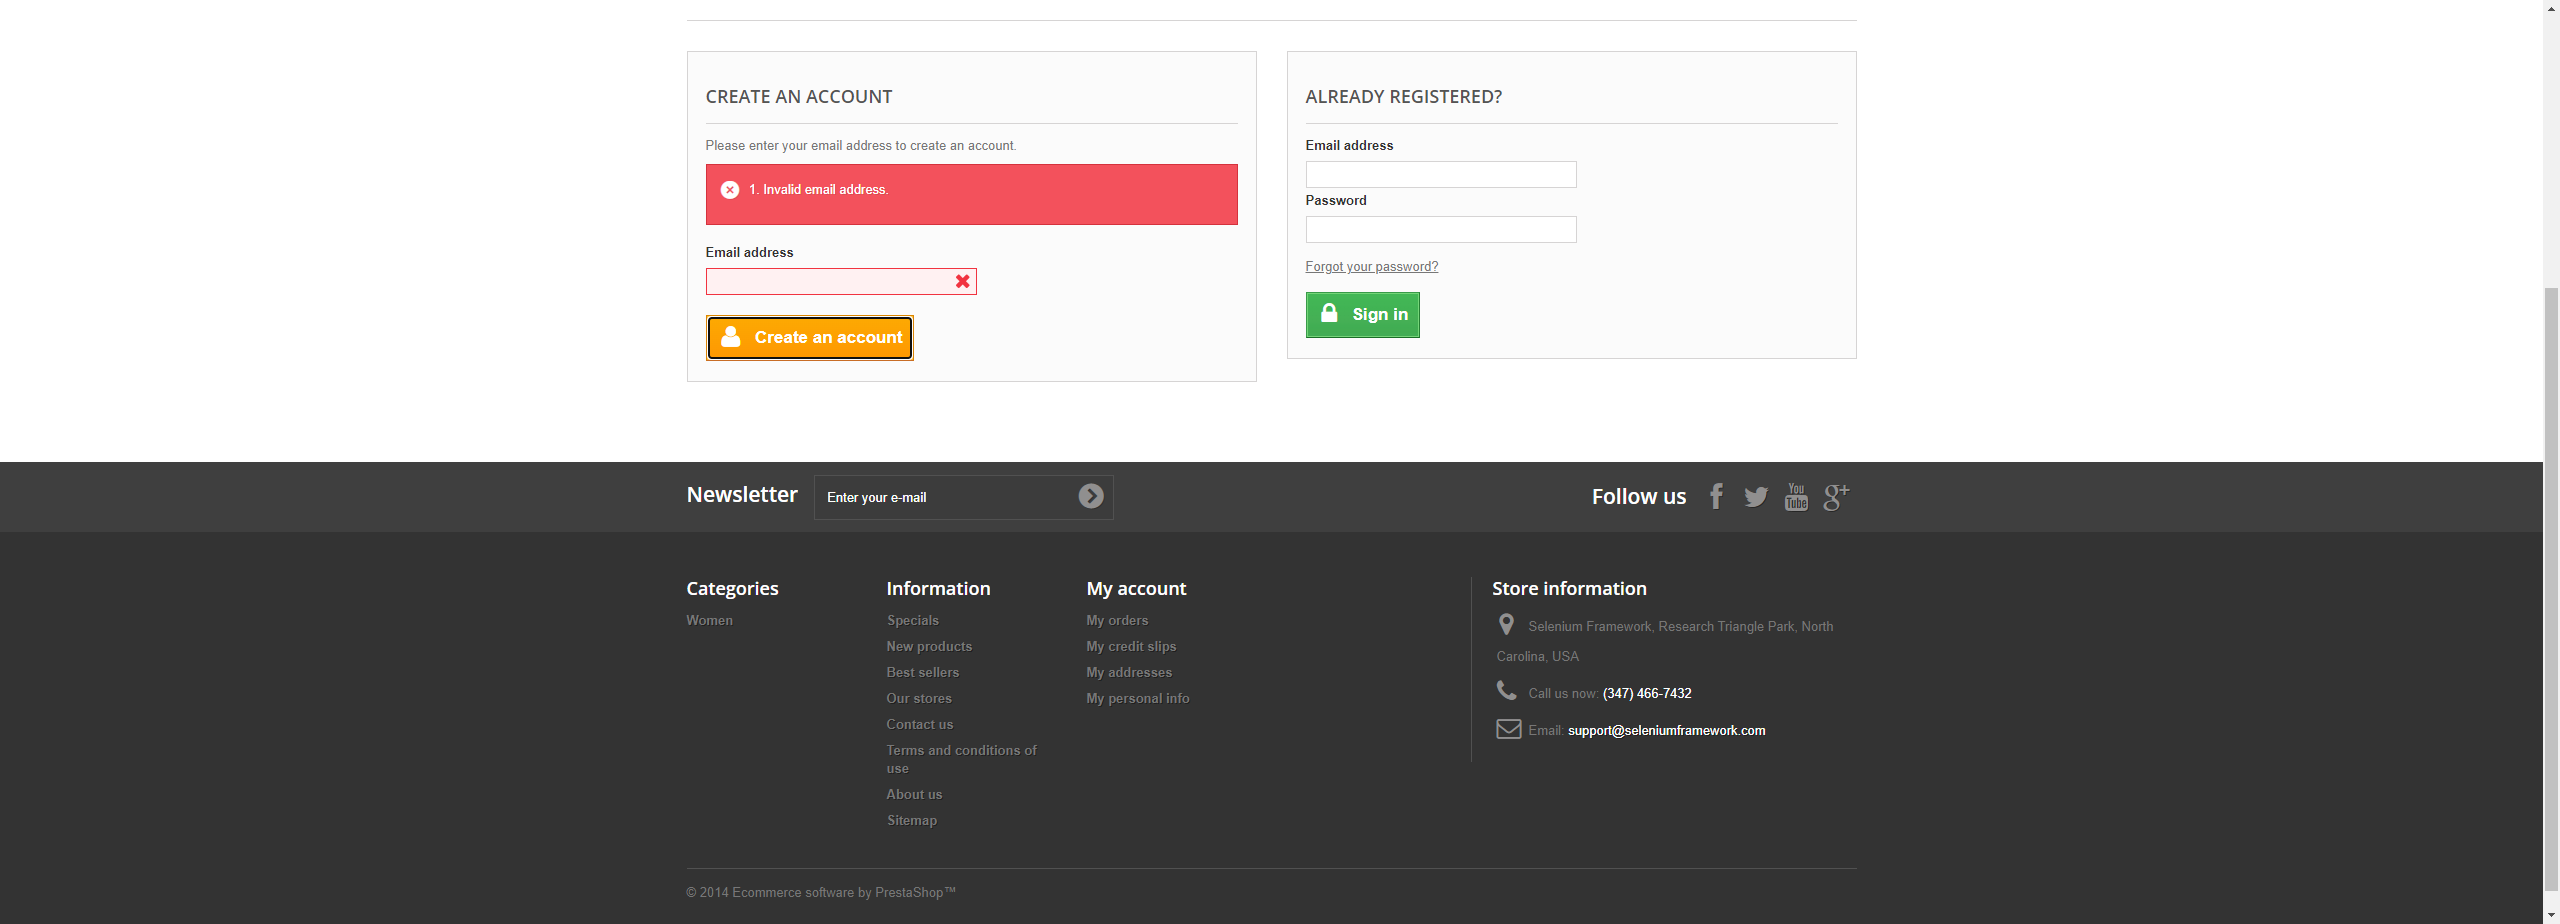 CREATE AN ACCOUNT
Please enter your email address to create an account.
1. Invalid email address.
Email address
Create an account
ALREADY REGISTERED?
Email address
Password
Forgot your password?
Sign in
Newsletter
Enter your e-mail
Follow us
You
Tube
g+
Categories
Women
Information
Specials
New products
Best sellers
Our stores
Contact us
Terms and conditions of
use
About us
Sitemap
My account
My orders
My credit slips
My addresses
My personal info
Store information
Selenium Framework, Research Triangle Park, North
Carolina, USA
Call us now: (347) 466-7432
Email: support@seleniumframework.com
© 2014 Ecommerce software by PrestaShop™